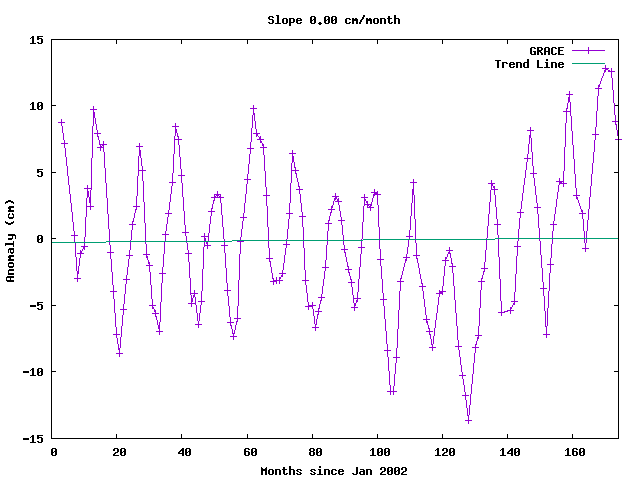 Slope 0.00 cm/month
GRACE
Trend Line
15
10
5
0
-5
-10
-15
Anomaly (cm)
0 20 40 60 80 100 120 140 160
Months since Jan 2002